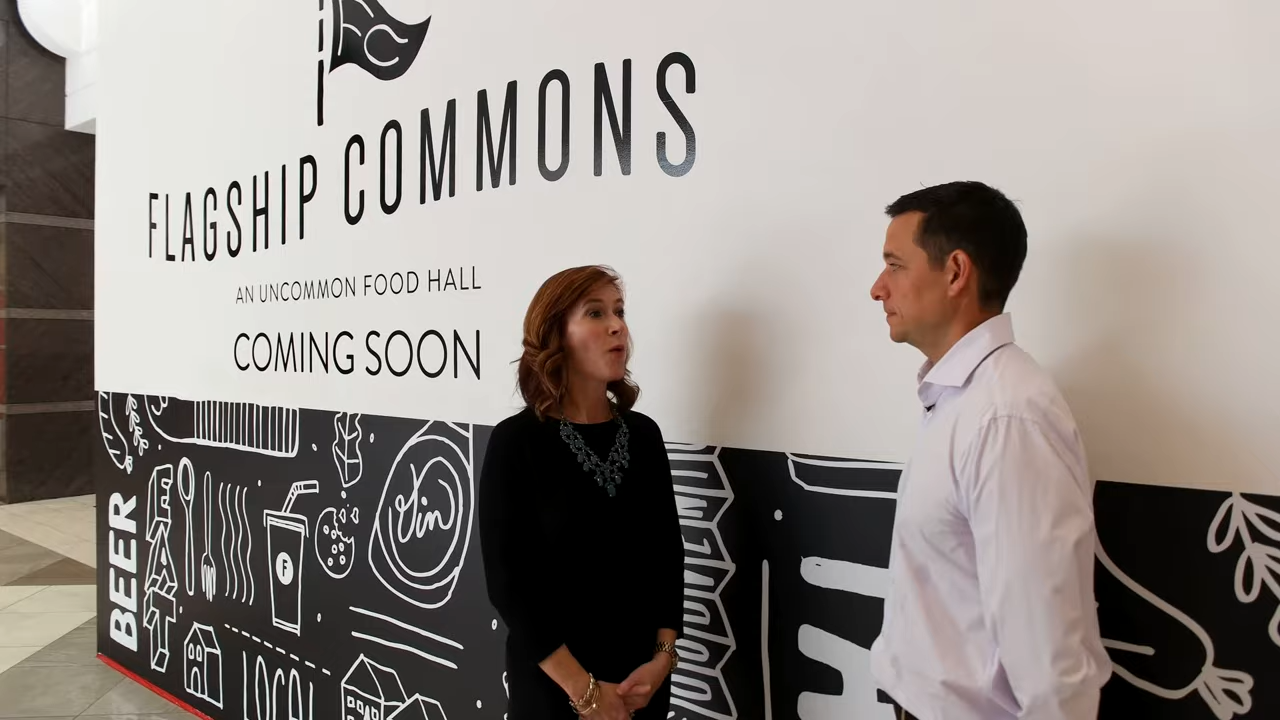 FLAGSHIP COMMONS
AN UNCOMMON FOOD HALL
COMING SOON
BEER
EAT
F
LOCAL